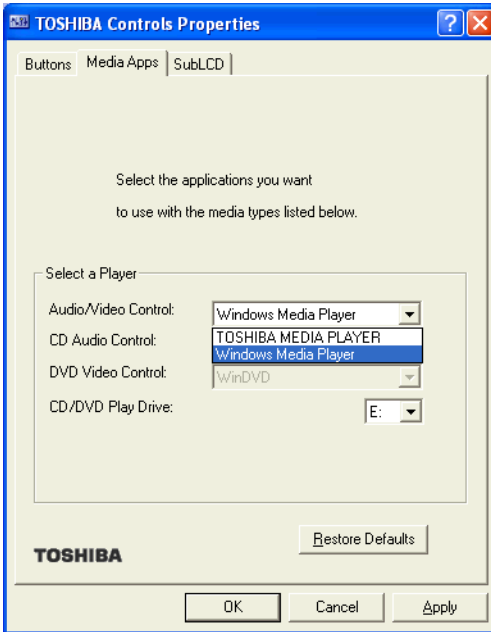 TOSHIBA Controls Properties
Buttons Media Apps SubLCD
Select the applications you want
to use with the media types listed below.
Select a Player
Audio/Video Control: Windows Media Player
CD Audio Control: TOSHIBA MEDIA PLAYER
Windows Media Player
DVD Video Control: WinDVD
CD/DVD Play Drive: E:
Restore Defaults
TOSHIBA
OK Cancel Apply